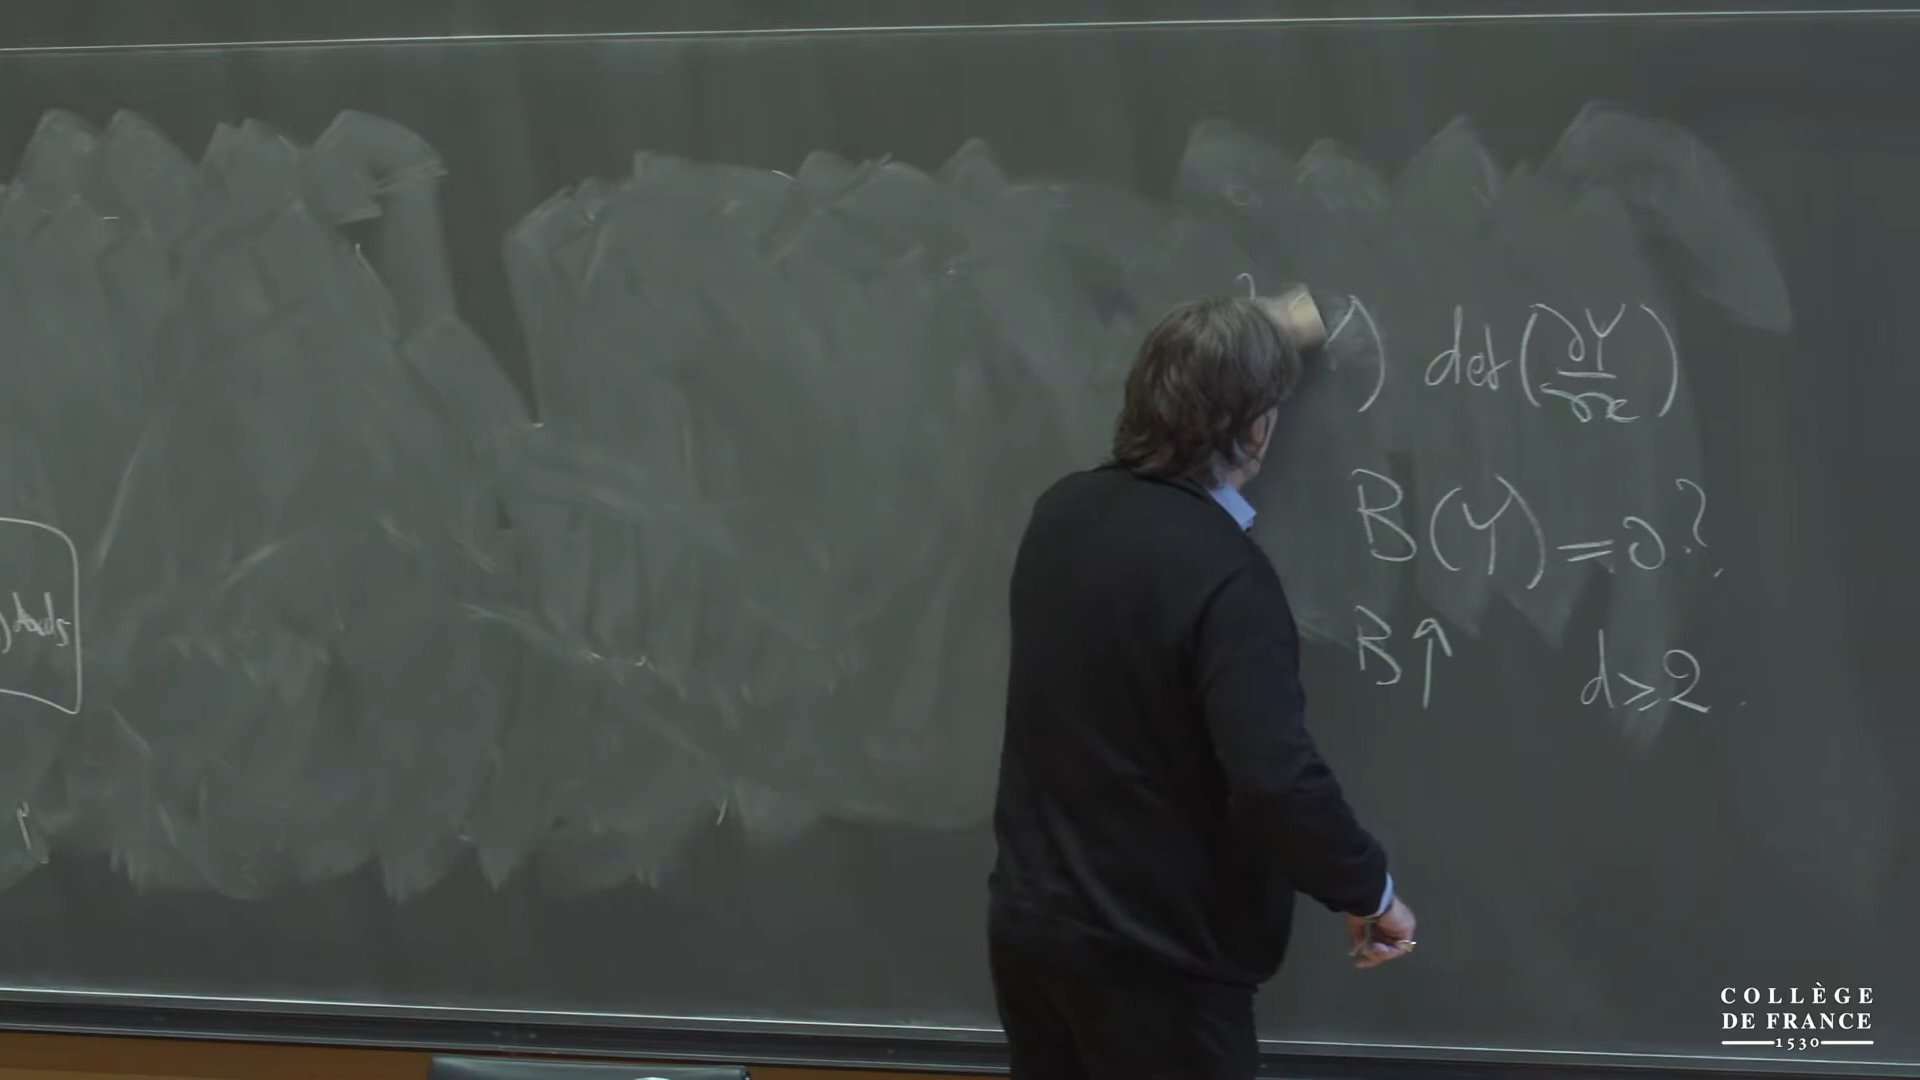 ) det(∂Y/∂x)
B(Y) = 0 ?
B↑ d ≥ 2
COLLÈGE
DE FRANCE
1530